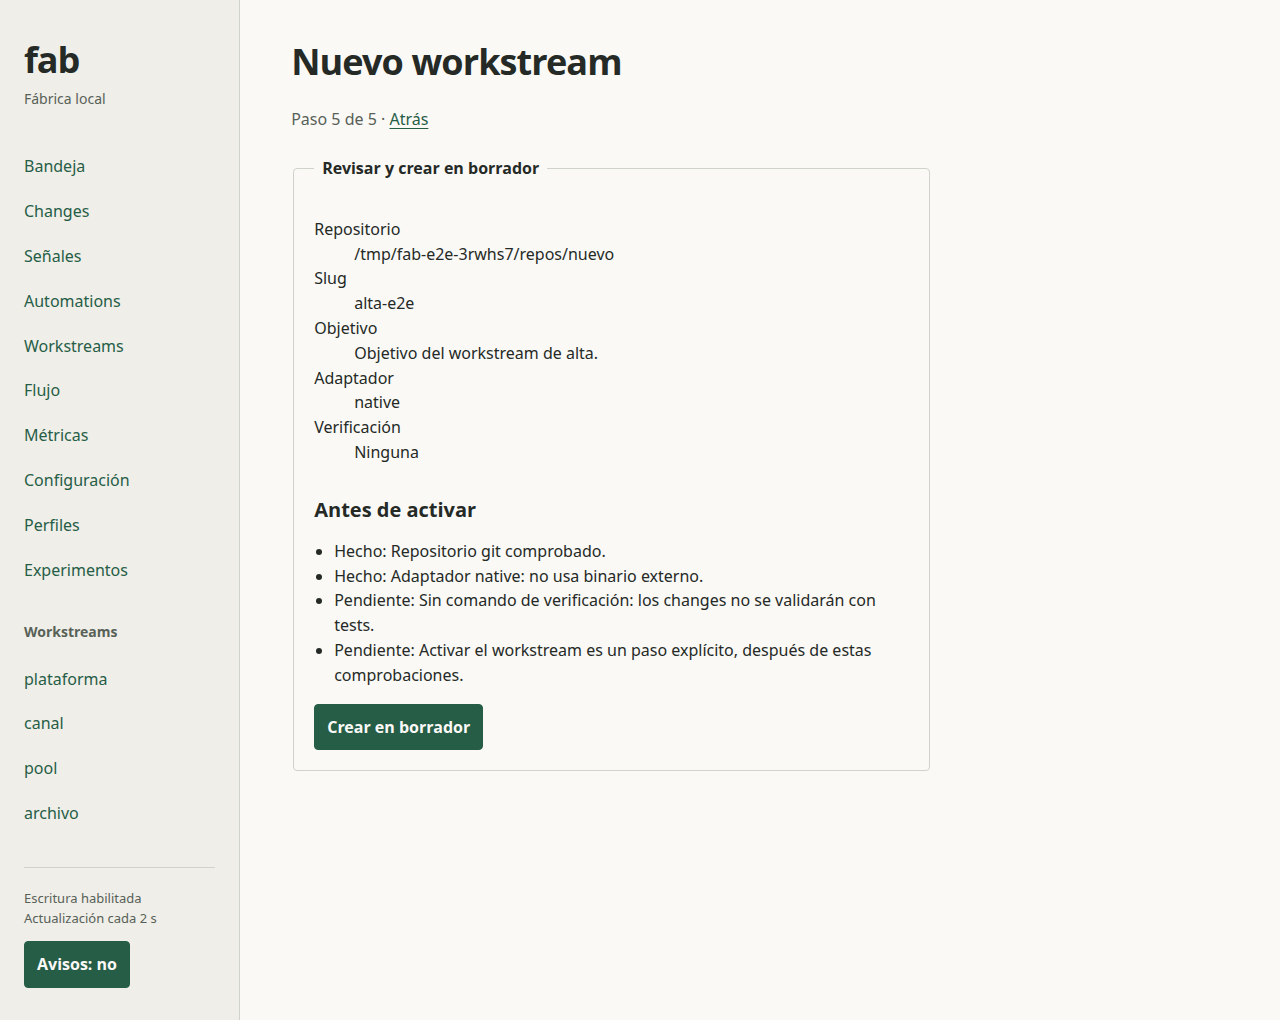 fab
Fábrica local
Bandeja
Changes
Señales
Automations
Workstreams
Flujo
Métricas
Configuración
Perfiles
Experimentos
Workstreams
plataforma
canal
pool
archivo
Escritura habilitada
Actualización cada 2 s
Avisos: no
Nuevo workstream
Paso 5 de 5 · Atrás
Revisar y crear en borrador
Repositorio
/tmp/fab-e2e-3rwhs7/repos/nuevo
Slug
alta-e2e
Objetivo
Objetivo del workstream de alta.
Adaptador
native
Verificación
Ninguna
Antes de activar
Hecho: Repositorio git comprobado.
Hecho: Adaptador native: no usa binario externo.
Pendiente: Sin comando de verificación: los changes no se validarán con
tests.
Pendiente: Activar el workstream es un paso explícito, después de estas
comprobaciones.
Crear en borrador